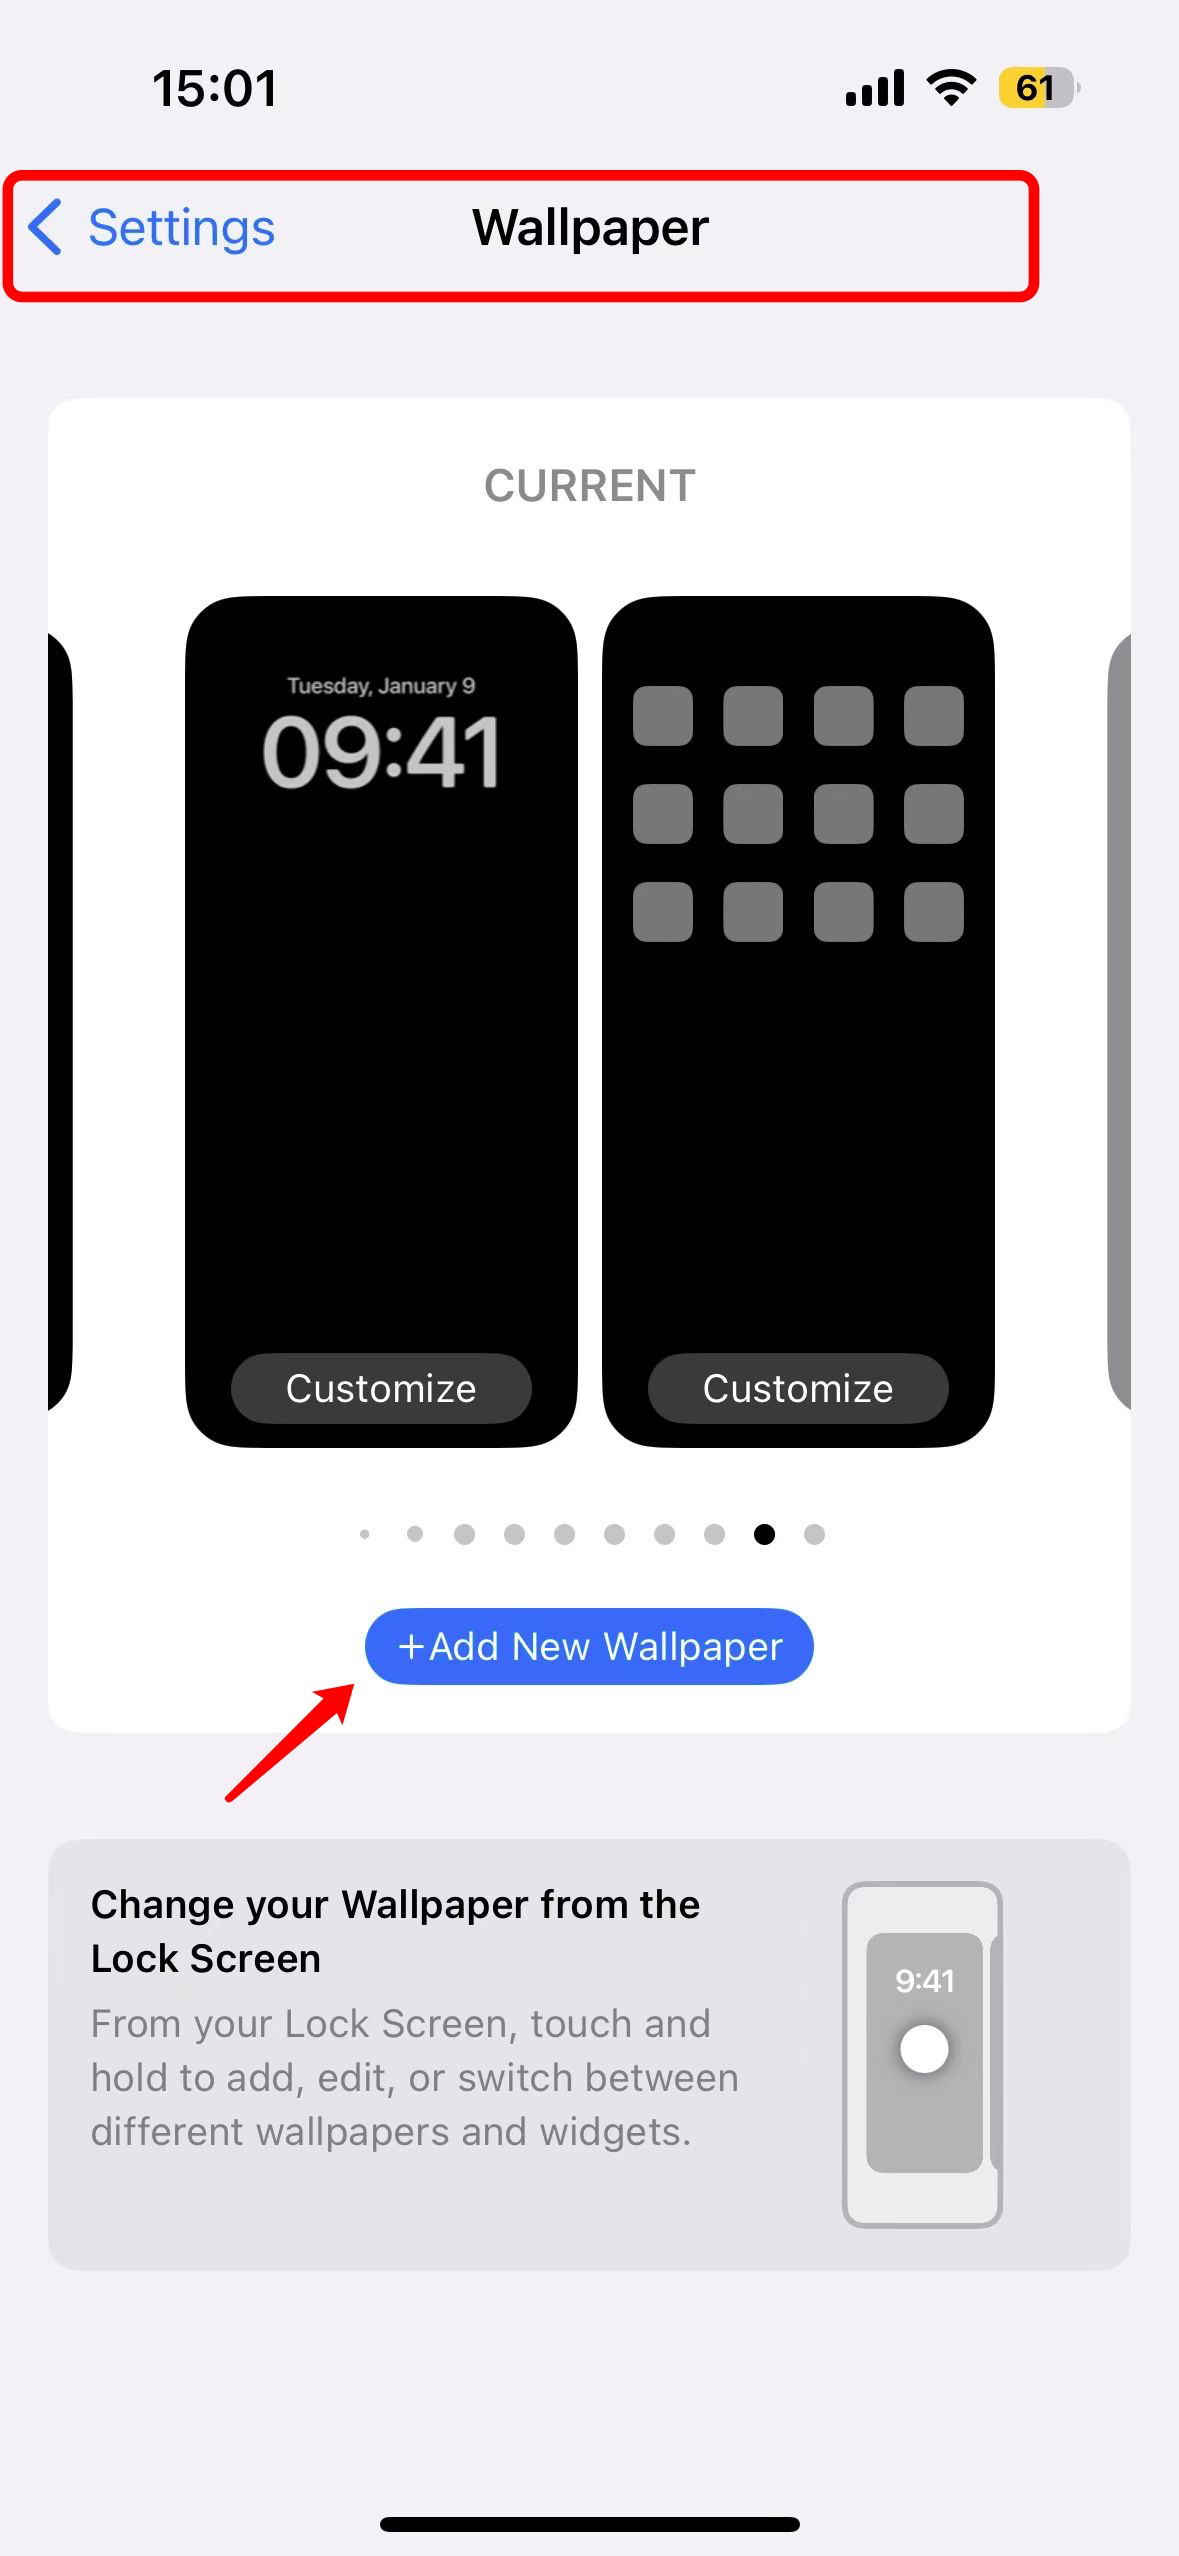 15:01
61
Settings
Wallpaper
CURRENT
Tuesday, January 9
09:41
Customize
Customize
+Add New Wallpaper
Change your Wallpaper from the
Lock Screen
From your Lock Screen, touch and
hold to add, edit, or switch between
different wallpapers and widgets.
9:41